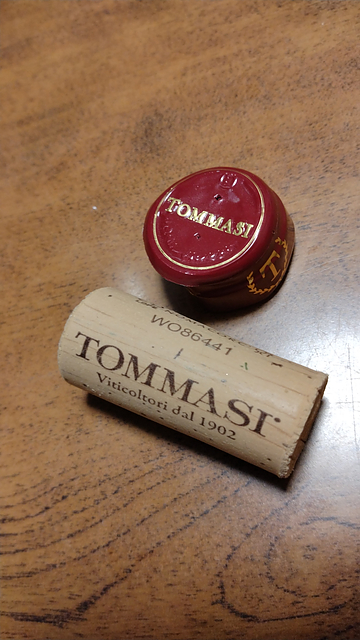 TOMMASI
T
WO86441
TOMMASI
Viticoltori dal 1902